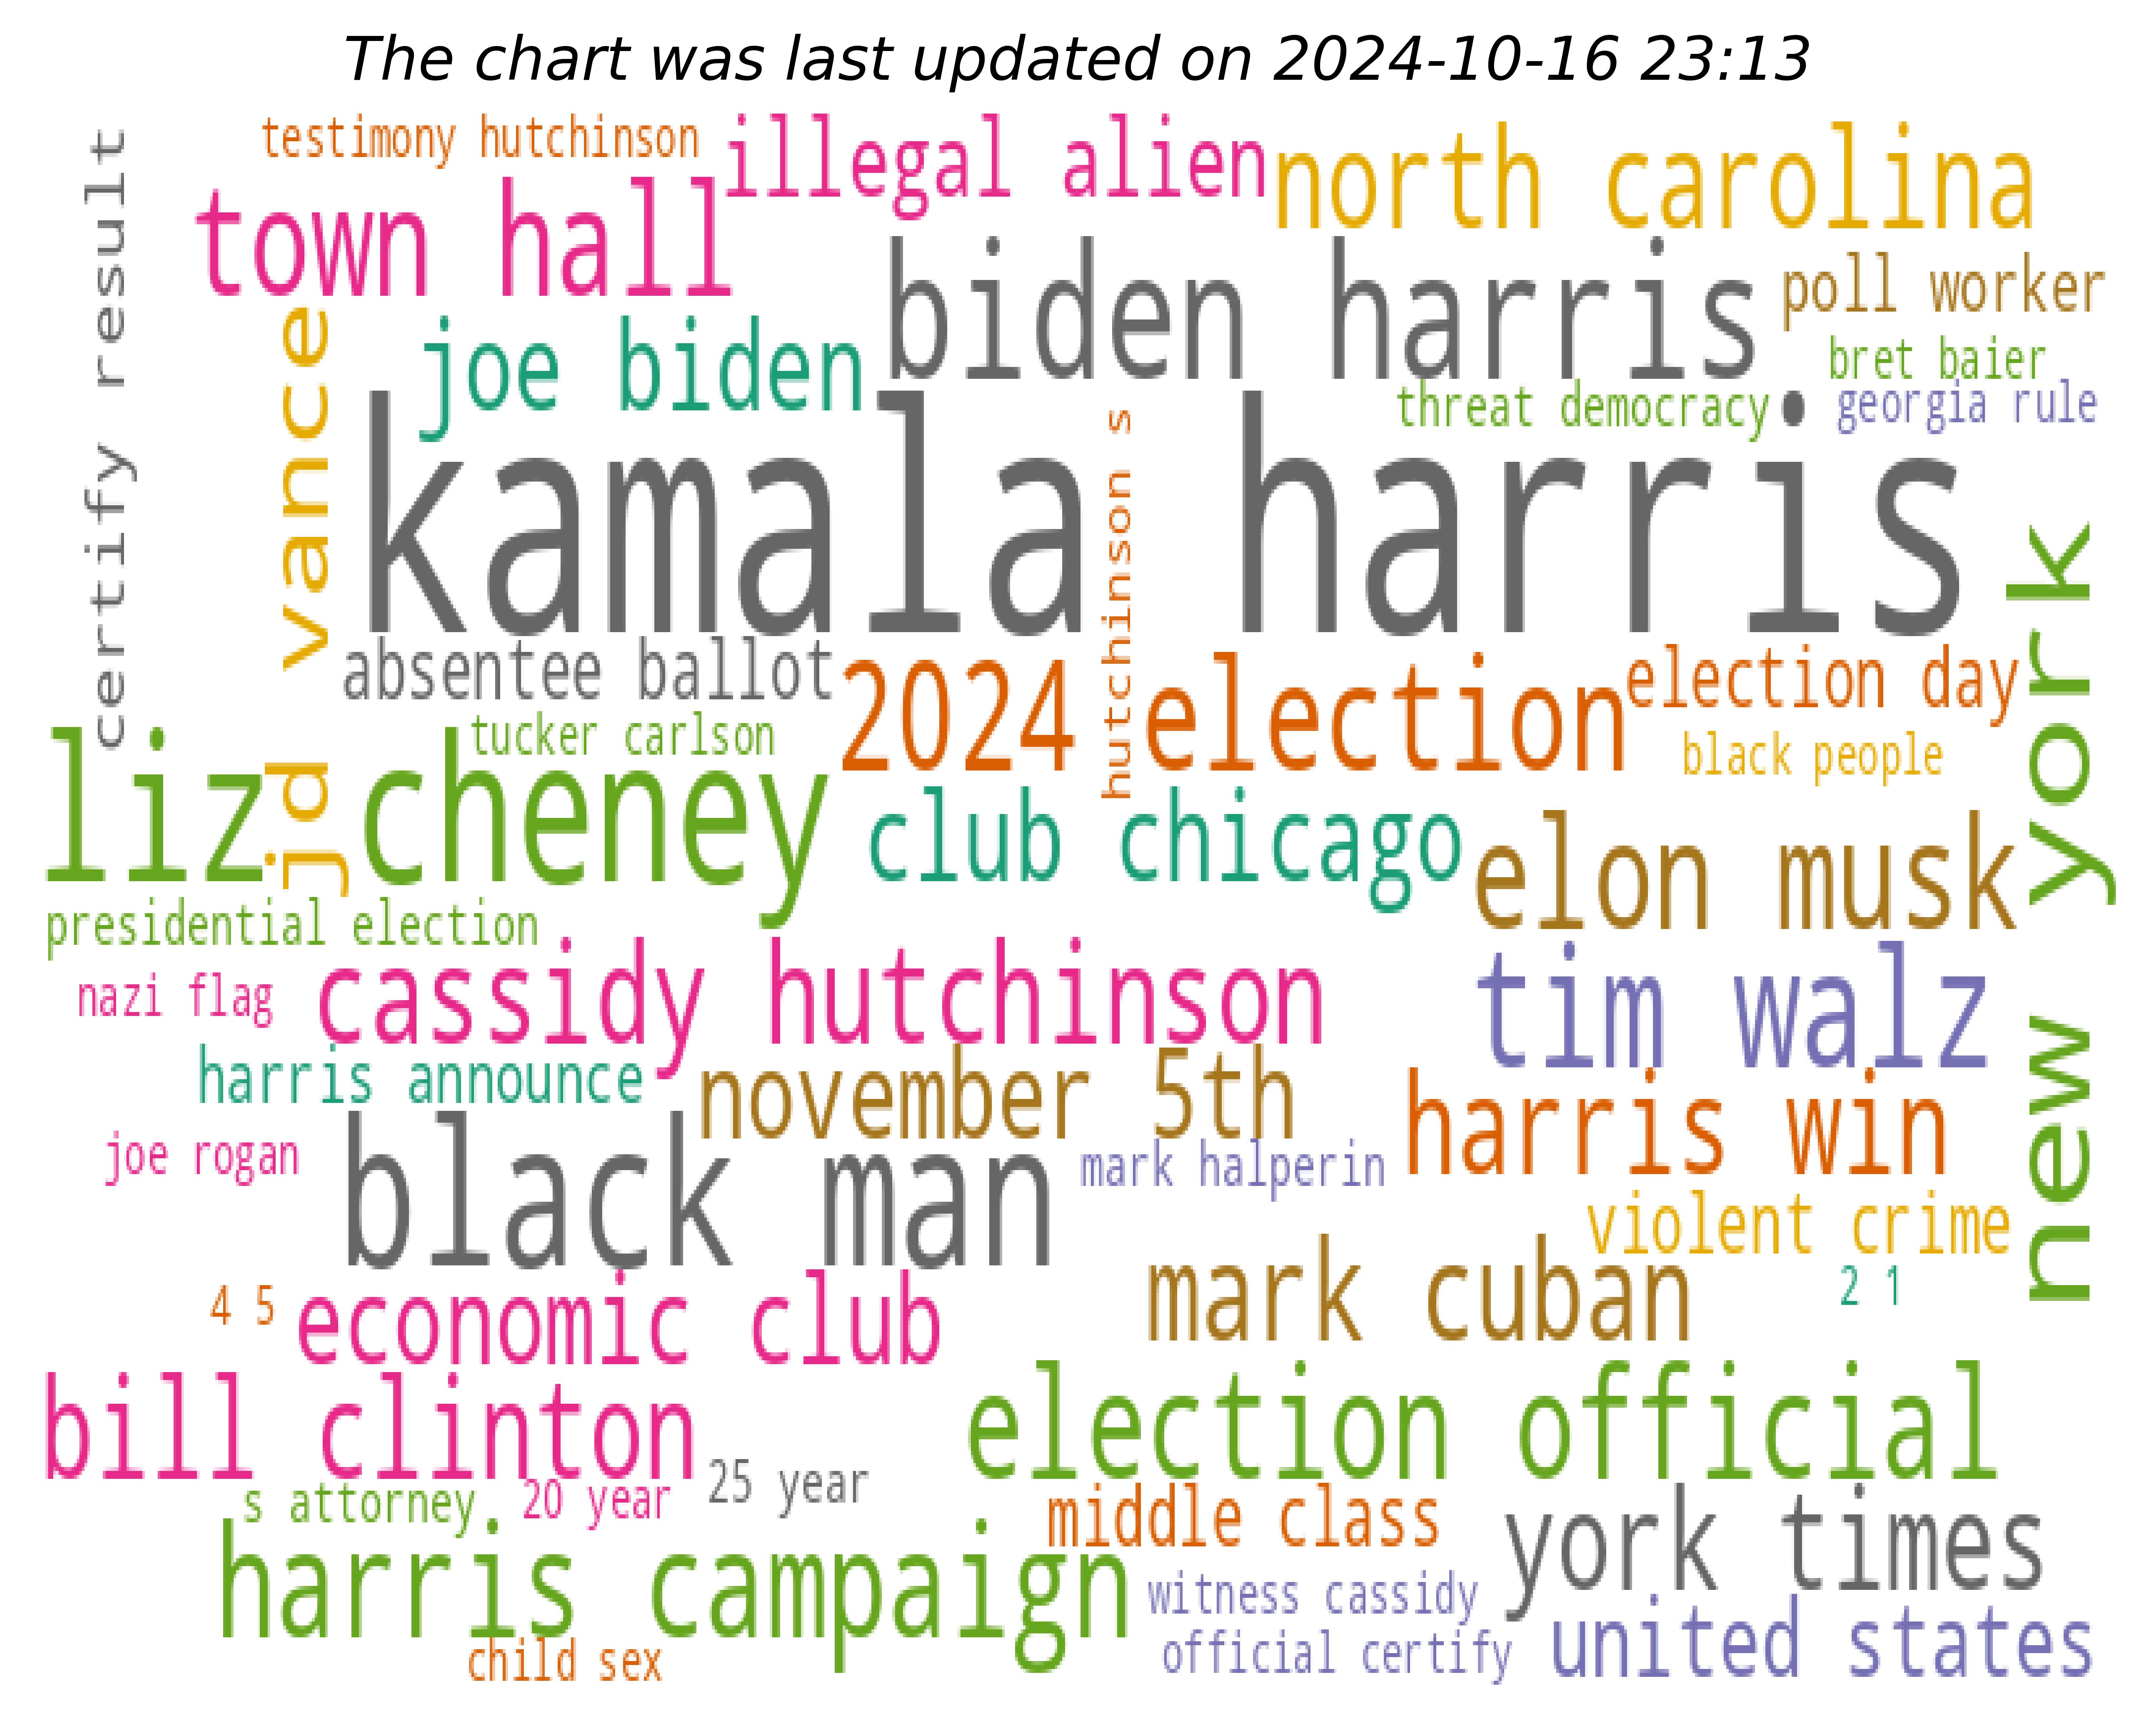 The chart was last updated on 2024-10-16 23:13
testimony hutchinson
illegal alien
north carolina
certify result
town hall
biden harris
poll worker
joe biden
bret baier
jd vance
threat democracy
georgia rule
kamala harris
hutchinson s
new york
absentee ballot
2024 election
election day
tucker carlson
black people
liz cheney
club chicago
elon musk
presidential election
cassidy hutchinson
tim walz
nazi flag
harris announce
november 5th
harris win
joe rogan
black man
mark halperin
violent crime
4 5
economic club
mark cuban
2 1
bill clinton
election official
s attorney
20 year
25 year
middle class
york times
harris campaign
witness cassidy
official certify
united states
child sex